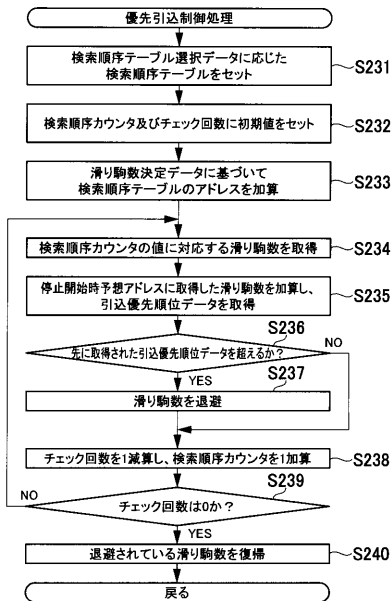 優先引込制御処理
検索順序テーブル選択データに応じた
検索順序テーブルをセット
S231
検索順序カウンタ及びチェック回数に初期値をセット
S232
滑り駒数決定データに基づいて
検索順序テーブルのアドレスを加算
S233
検索順序カウンタの値に対応する滑り駒数を取得
S234
停止開始時予想アドレスに取得した滑り駒数を加算し、
引込優先順位データを取得
S235
S236
先に取得された引込優先順位データを超えるか?
NO
YES
S237
滑り駒数を退避
チェック回数を1減算し、検索順序カウンタを1加算
S238
S239
NO
チェック回数は0か?
YES
退避されている滑り駒数を復帰
S240
戻る